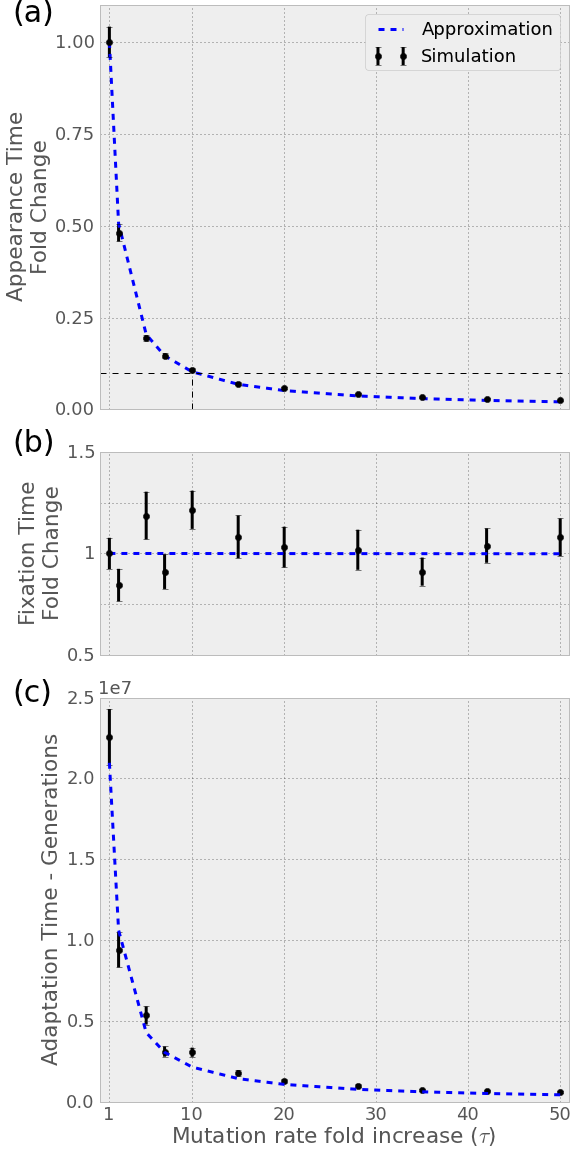 (a)
1.00
0.75
0.50
0.25
0.00
Appearance Time
Fold Change
Approximation
Simulation
(b)
1.5
1
0.5
Fixation Time
Fold Change
(c)
1e7
2.5
2.0
1.5
1.0
0.5
0.0
Adaptation Time - Generations
1 10 20 30 40 50
Mutation rate fold increase (τ)